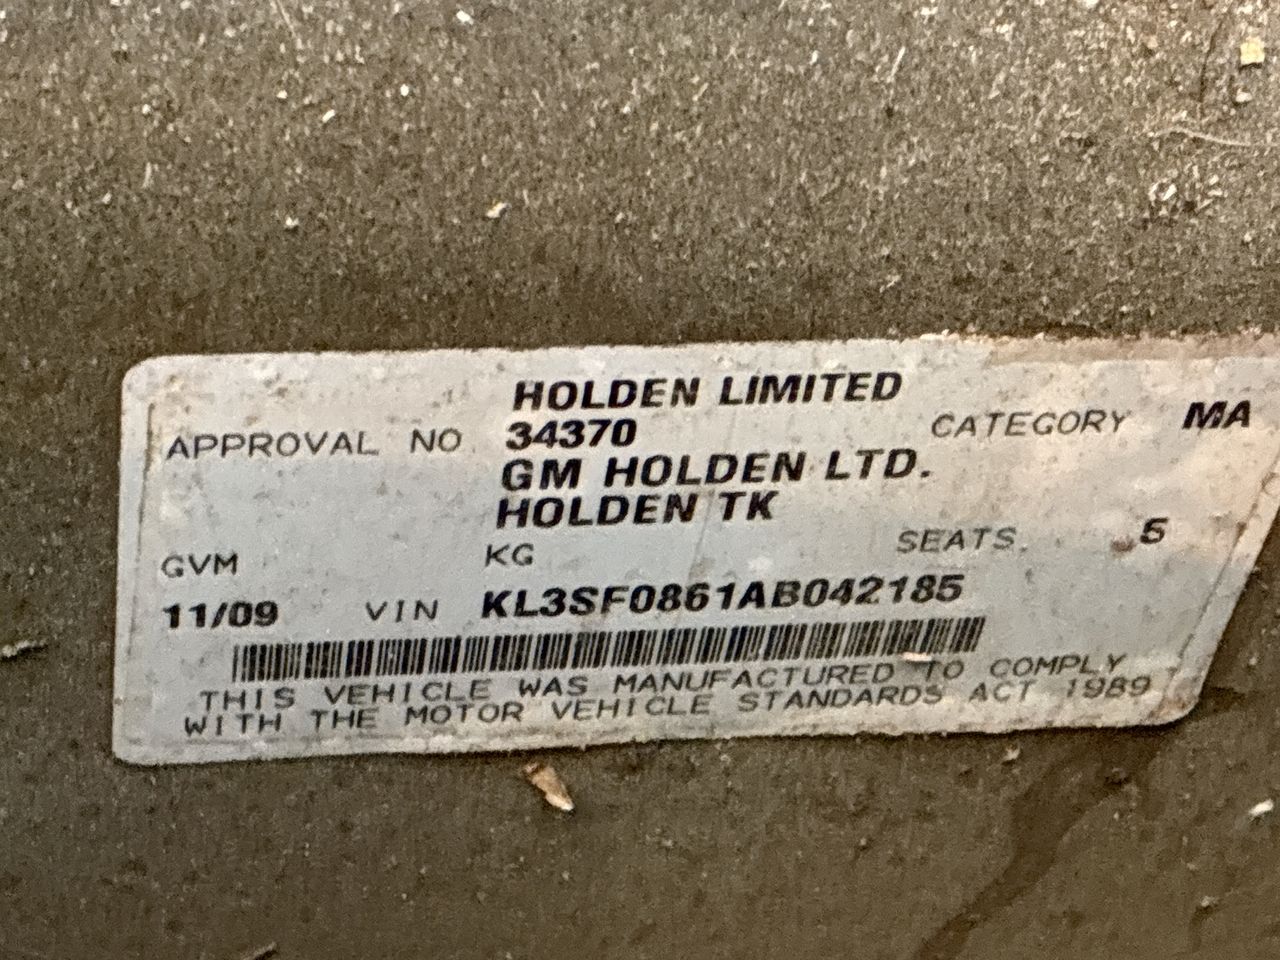 HOLDEN LIMITED
APPROVAL NO 34370 CATEGORY MA
GM HOLDEN LTD.
HOLDEN TK
GVM KG SEATS 5
11/09 VIN KL3SF0861AB042185
THIS VEHICLE WAS MANUFACTURED TO COMPLY
WITH THE MOTOR VEHICLE STANDARDS ACT 1989